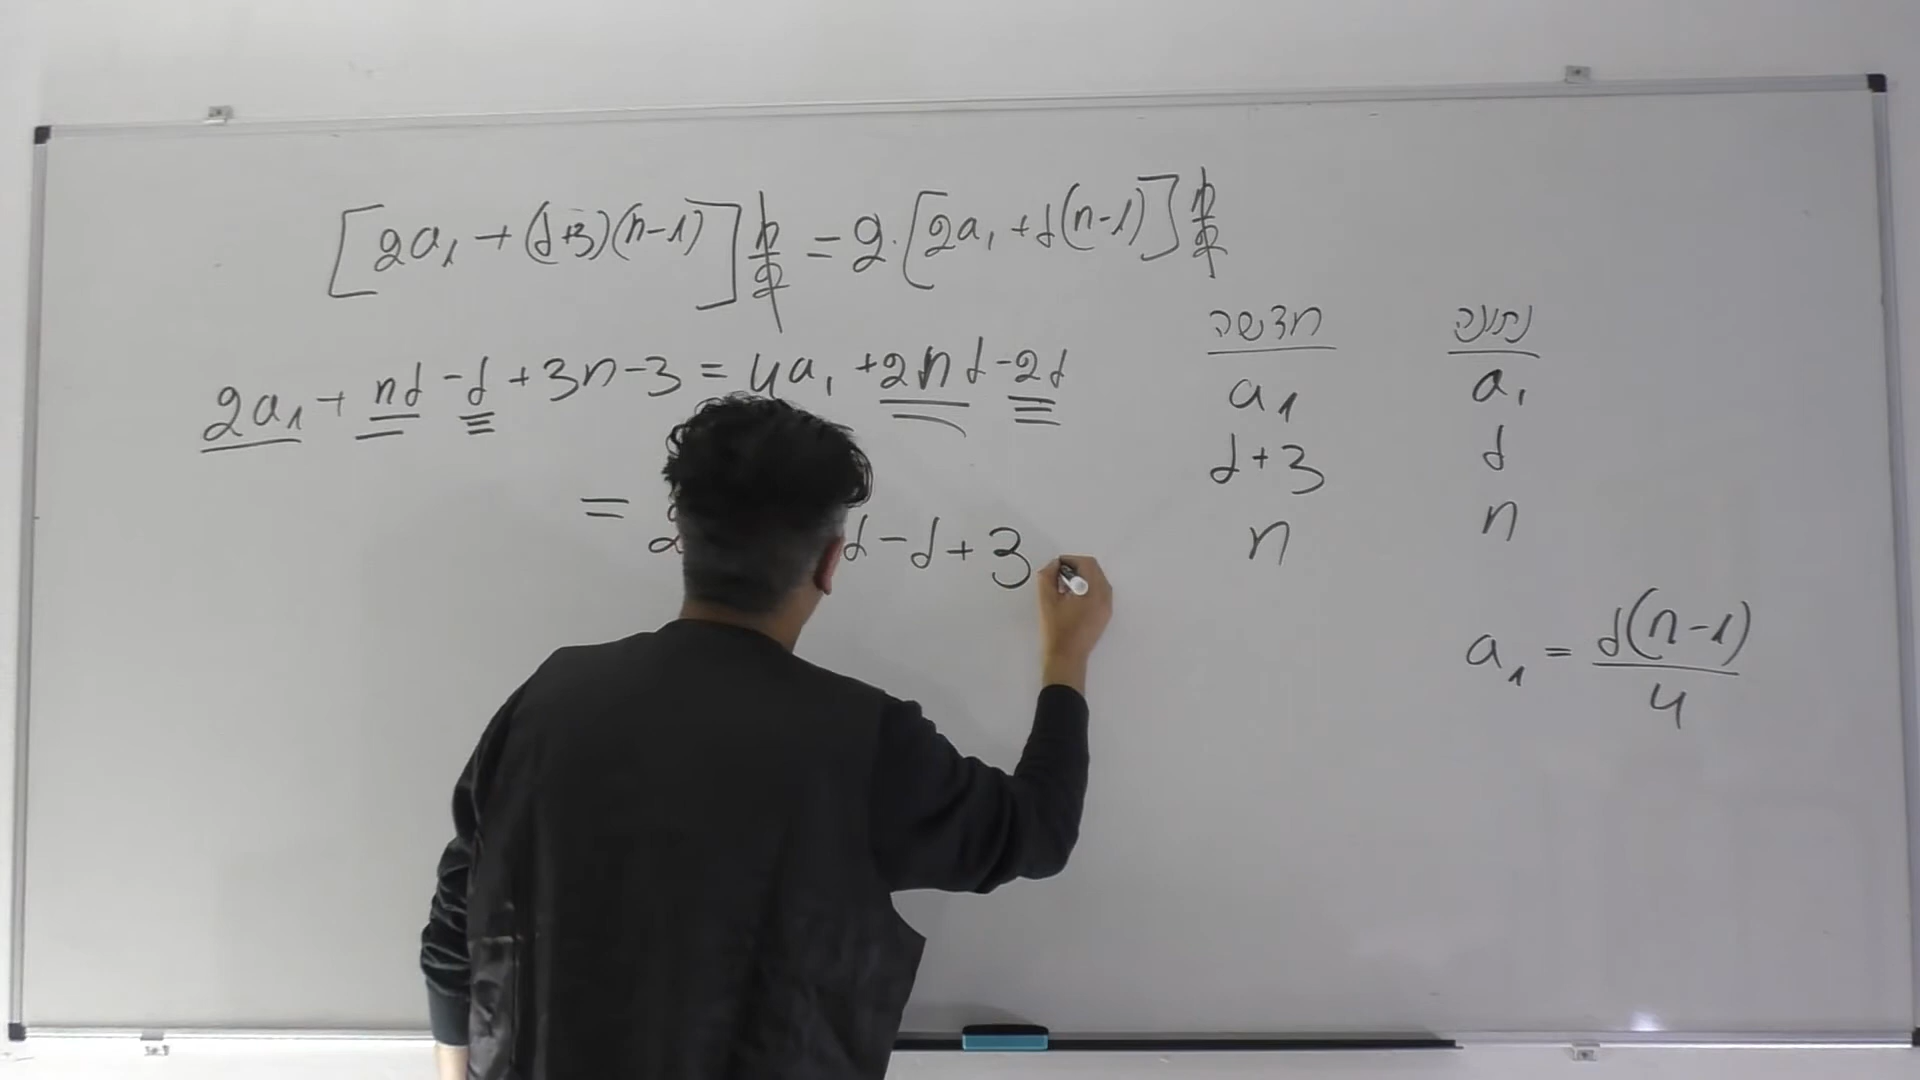 [2a₁ + (d+3)(n-1)] n/2 = 2·[2a₁ + d(n-1)] n/2
2a₁ + nd - d + 3n - 3 = 4a₁ + 2nd - 2d
= 2 d - d + 3
חדשה נתונה
a₁ a₁
d+3 d
n n
a₁ = d(n-1)/4